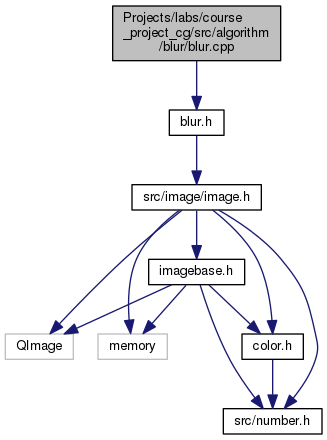 Projects/labs/course
_project_cg/src/algorithm
/blur/blur.cpp
blur.h
src/image/image.h
imagebase.h
QImage
memory
color.h
src/number.h